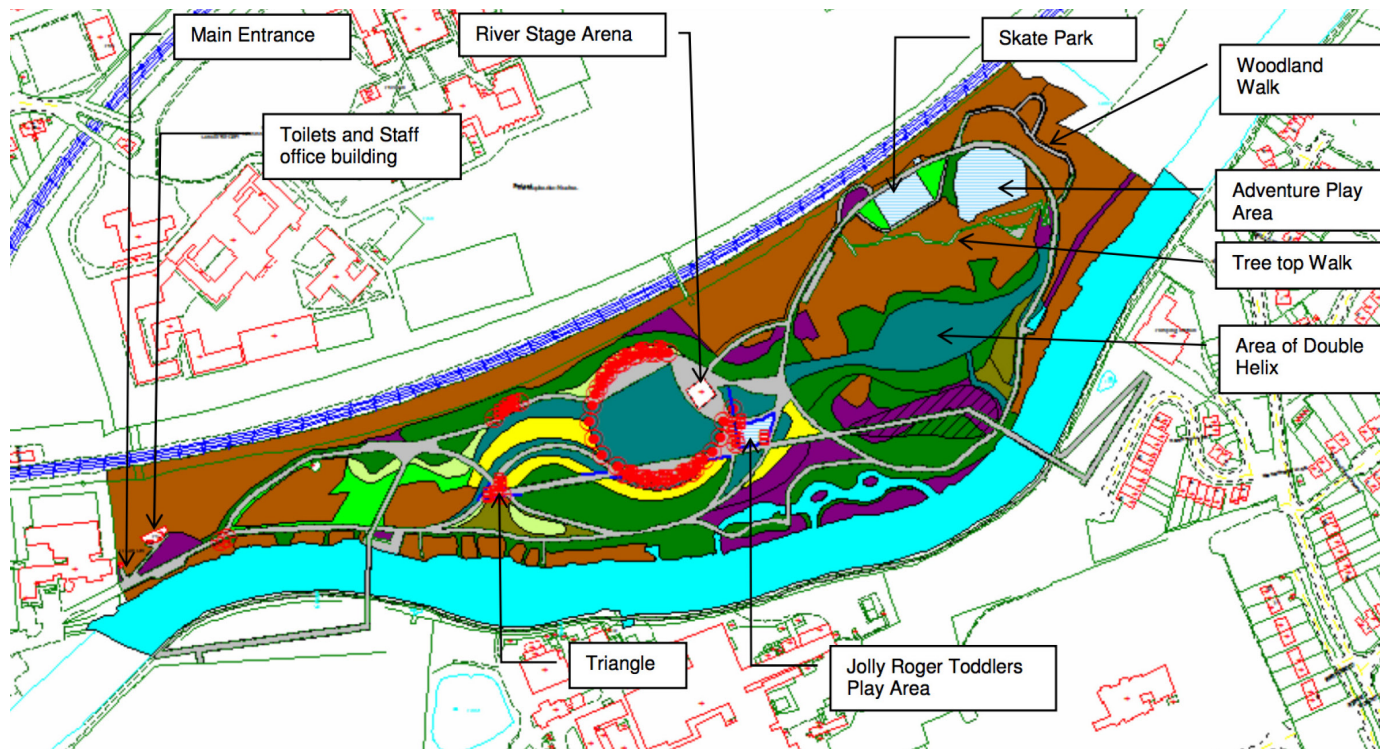 Main Entrance
River Stage Arena
Skate Park
Woodland
Walk
Toilets and Staff
office building
Adventure Play
Area
Tree top Walk
Area of Double
Helix
Triangle
Jolly Roger Toddlers
Play Area